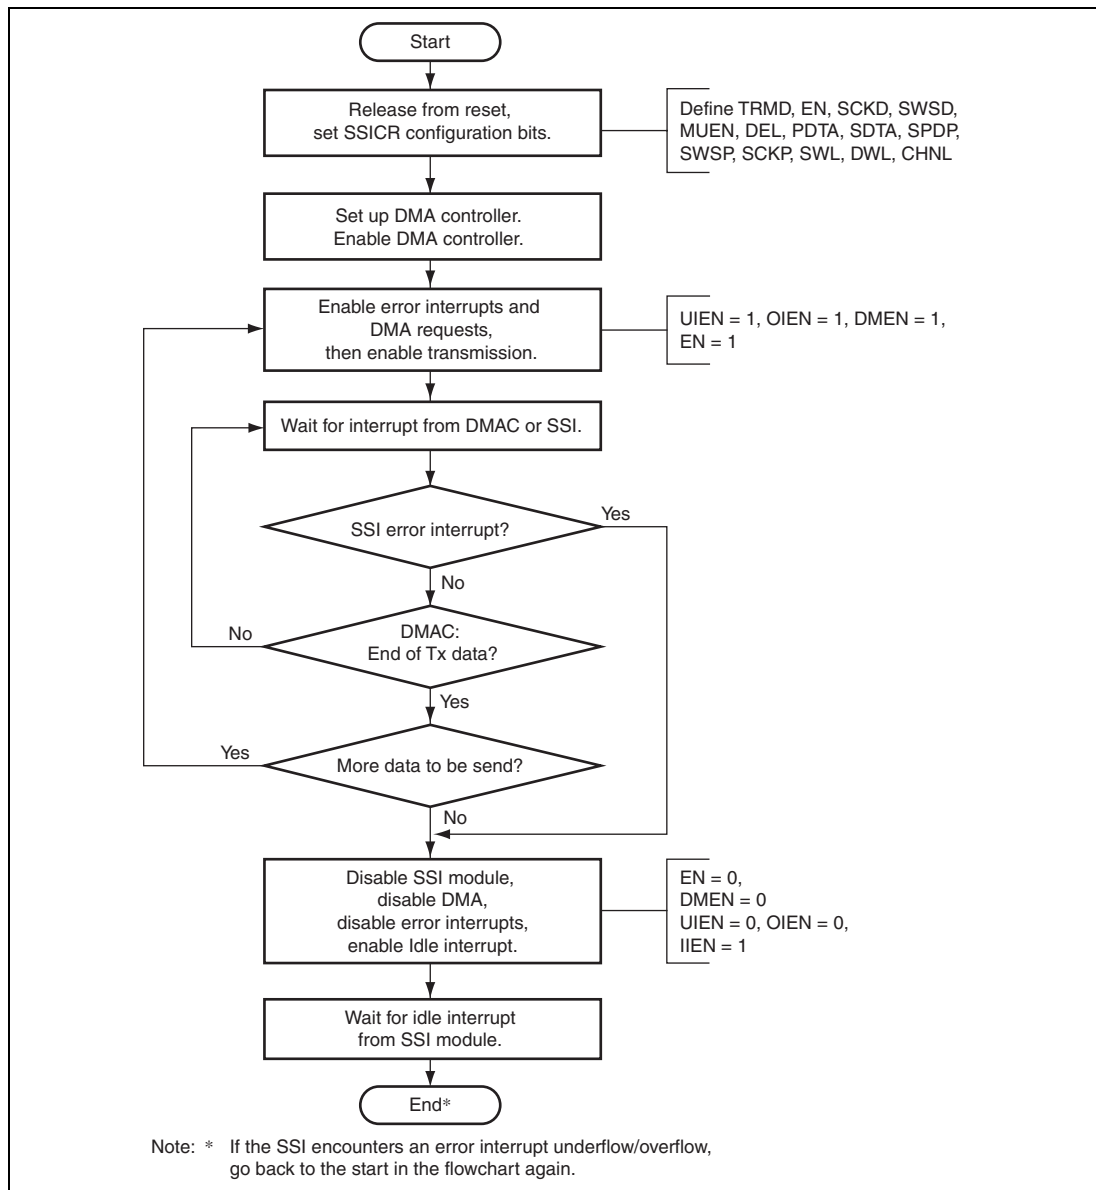 Start
Release from reset,
set SSICR configuration bits.
Define TRMD, EN, SCKD, SWSD,
MUEN, DEL, PDTA, SDTA, SPDP,
SWSP, SCKP, SWL, DWL, CHNL
Set up DMA controller.
Enable DMA controller.
Enable error interrupts and
DMA requests,
then enable transmission.
UIEN = 1, OIEN = 1, DMEN = 1,
EN = 1
Wait for interrupt from DMAC or SSI.
SSI error interrupt?
Yes
No
DMAC:
End of Tx data?
No
Yes
More data to be send?
Yes
No
Disable SSI module,
disable DMA,
disable error interrupts,
enable Idle interrupt.
EN = 0,
DMEN = 0
UIEN = 0, OIEN = 0,
IIEN = 1
Wait for idle interrupt
from SSI module.
End*
Note: * If the SSI encounters an error interrupt underflow/overflow,
go back to the start in the flowchart again.